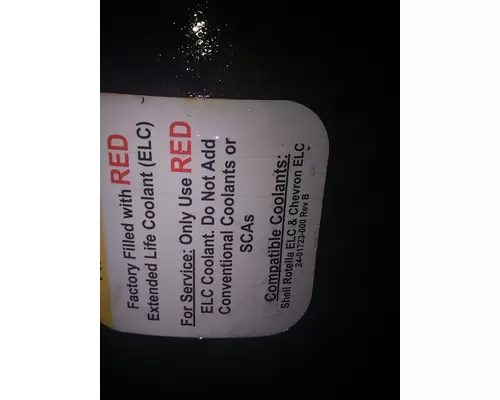 Factory Filled with RED
Extended Life Coolant (ELC)
For Service: Only Use RED
ELC Coolant. Do Not Add
Conventional Coolants or
SCAs
Compatible Coolants:
Shell Rotella ELC & Chevron ELC
24-01723-000 Rev B